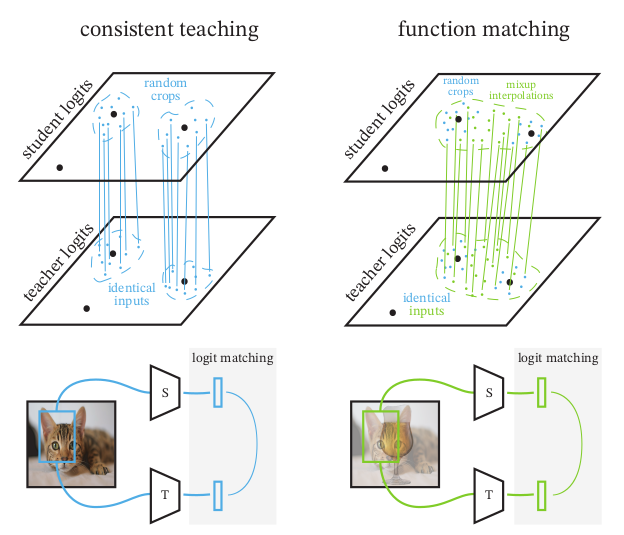 consistent teaching
student logits
random
crops
teacher logits
identical
inputs
logit matching
S
T
function matching
student logits
random
crops
mixup
interpolations
teacher logits
identical
inputs
logit matching
S
T